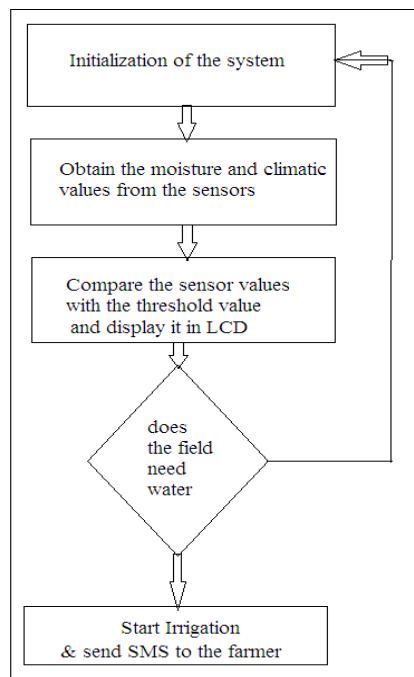 Initialization of the system
Obtain the moisture and climatic
values from the sensors
Compare the sensor values
with the threshold value
and display it in LCD
does
the field
need
water
Start Irrigation
& send SMS to the farmer